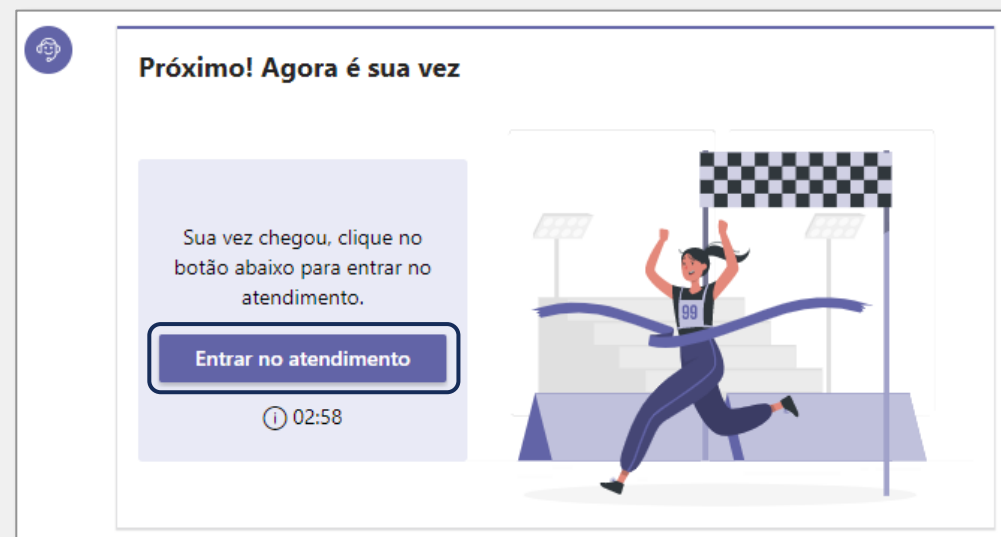 Próximo! Agora é sua vez
Sua vez chegou, clique no
botão abaixo para entrar no
atendimento.
Entrar no atendimento
02:58
99